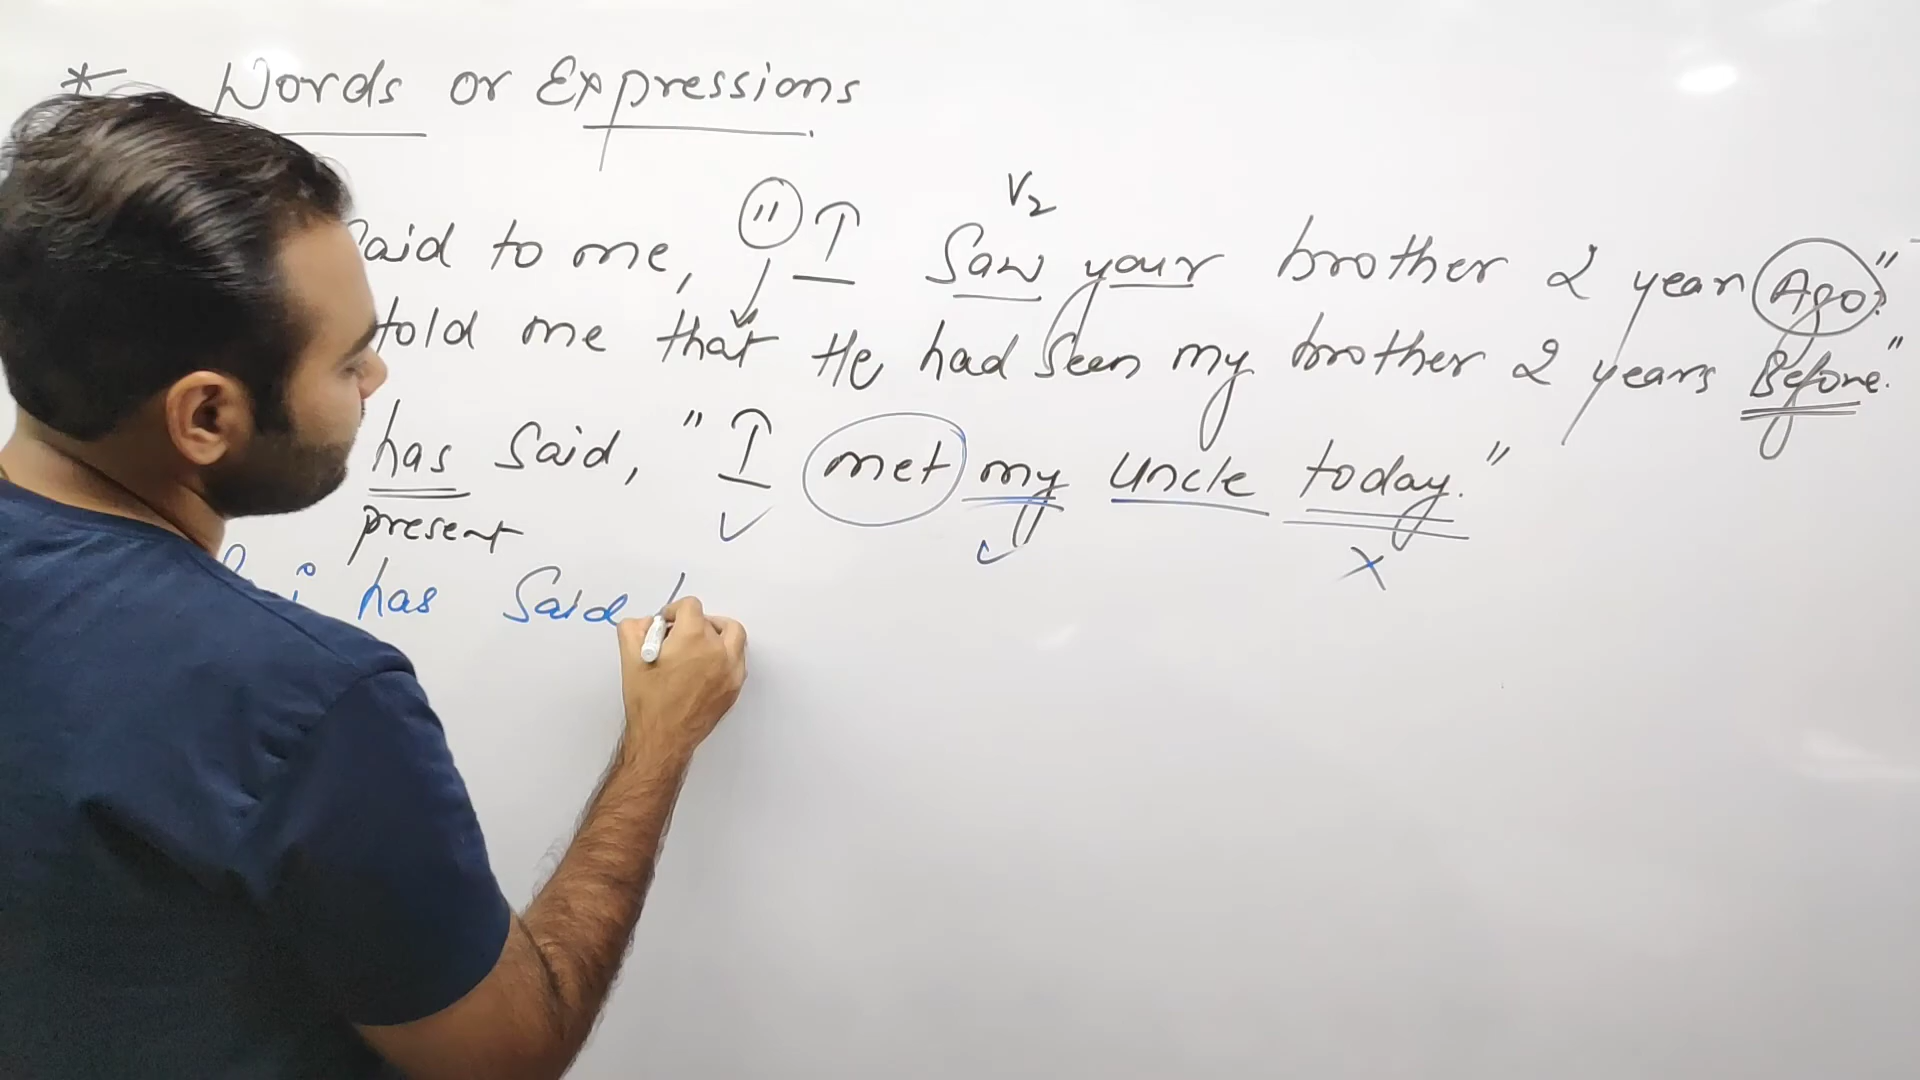 * Words or Expressions
V2
said to me, "I saw your brother 2 year Ago."
told me that He had seen my brother 2 years Before."
has said, "I met my uncle today."
present
has said